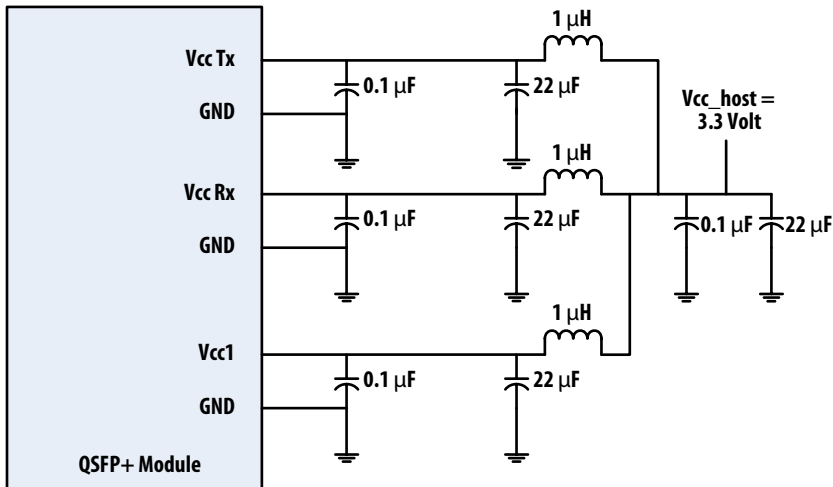 1 µH
Vcc Tx
0.1 µF
22 µF
GND
Vcc_host =
3.3 Volt
1 µH
Vcc Rx
0.1 µF
22 µF
0.1 µF
22 µF
GND
1 µH
Vcc1
0.1 µF
22 µF
GND
QSFP+ Module